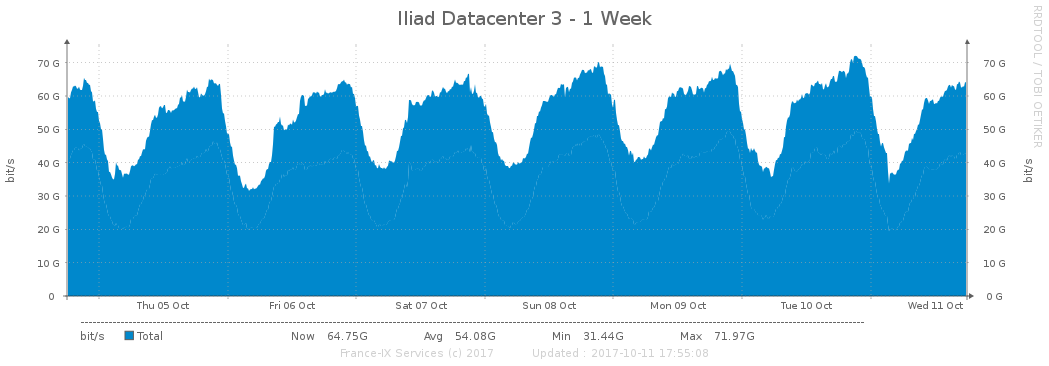 Iliad Datacenter 3 - 1 Week
RRDTOOL / TOBI OETIKER
bit/s
70 G
60 G
50 G
40 G
30 G
20 G
10 G
0
70 G
60 G
50 G
40 G
30 G
20 G
10 G
0 G
bit/s
Thu 05 Oct Fri 06 Oct Sat 07 Oct Sun 08 Oct Mon 09 Oct Tue 10 Oct Wed 11 Oct
bit/s Total Now 64.75G Avg 54.08G Min 31.44G Max 71.97G
France-IX Services (c) 2017 Updated : 2017-10-11 17:55:08